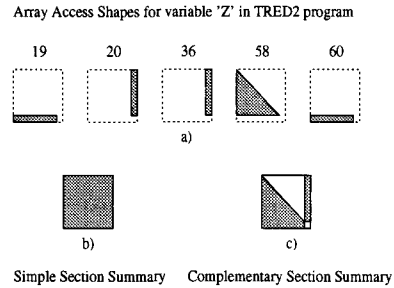 Array Access Shapes for variable 'Z' in TRED2 program
19 20 36 58 60
a)
b) c)
Simple Section Summary Complementary Section Summary